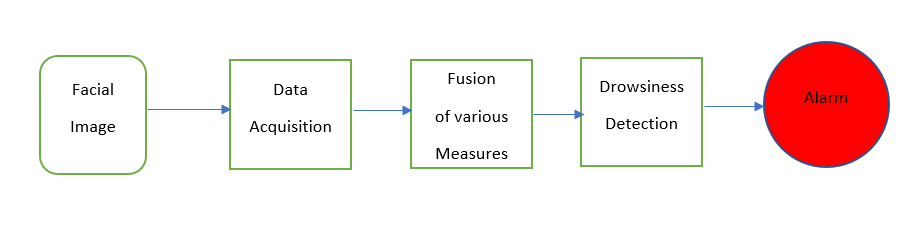 Facial
Image
Data
Acquisition
Fusion
of various
Measures
Drowsiness
Detection
Alarm